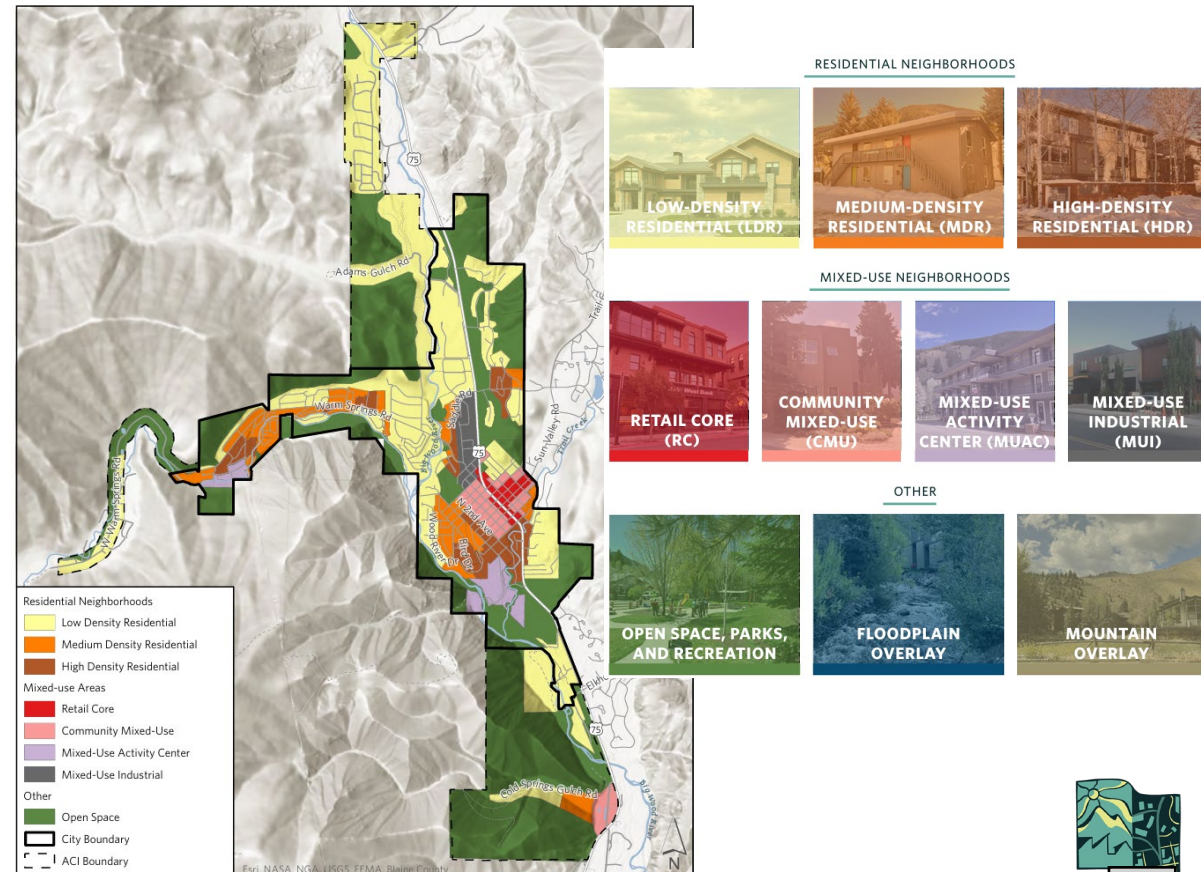 75
Adams Gulch Rd
Trail
Warm Springs Rd
Saddle Rd
Sun Valley Rd
Trail Creek
75
W Warm Springs Rd
N 2nd Ave
Wood
River Dr
Bird Dr
75
Cold Springs Gulch Rd
Big Wood River
N
Esri, NASA, NGA, USGS, FEMA, Blaine County
Residential Neighborhoods
Low Density Residential
Medium Density Residential
High Density Residential
Mixed-use Areas
Retail Core
Community Mixed-Use
Mixed-Use Activity Center
Mixed-Use Industrial
Other
Open Space
City Boundary
ACI Boundary
RESIDENTIAL NEIGHBORHOODS
LOW-DENSITY
RESIDENTIAL (LDR)
MEDIUM-DENSITY
RESIDENTIAL (MDR)
HIGH-DENSITY
RESIDENTIAL (HDR)
MIXED-USE NEIGHBORHOODS
RETAIL CORE
(RC)
COMMUNITY
MIXED-USE
(CMU)
MIXED-USE
ACTIVITY
CENTER (MUAC)
MIXED-USE
INDUSTRIAL
(MUI)
OTHER
OPEN SPACE, PARKS,
AND RECREATION
FLOODPLAIN
OVERLAY
MOUNTAIN
OVERLAY